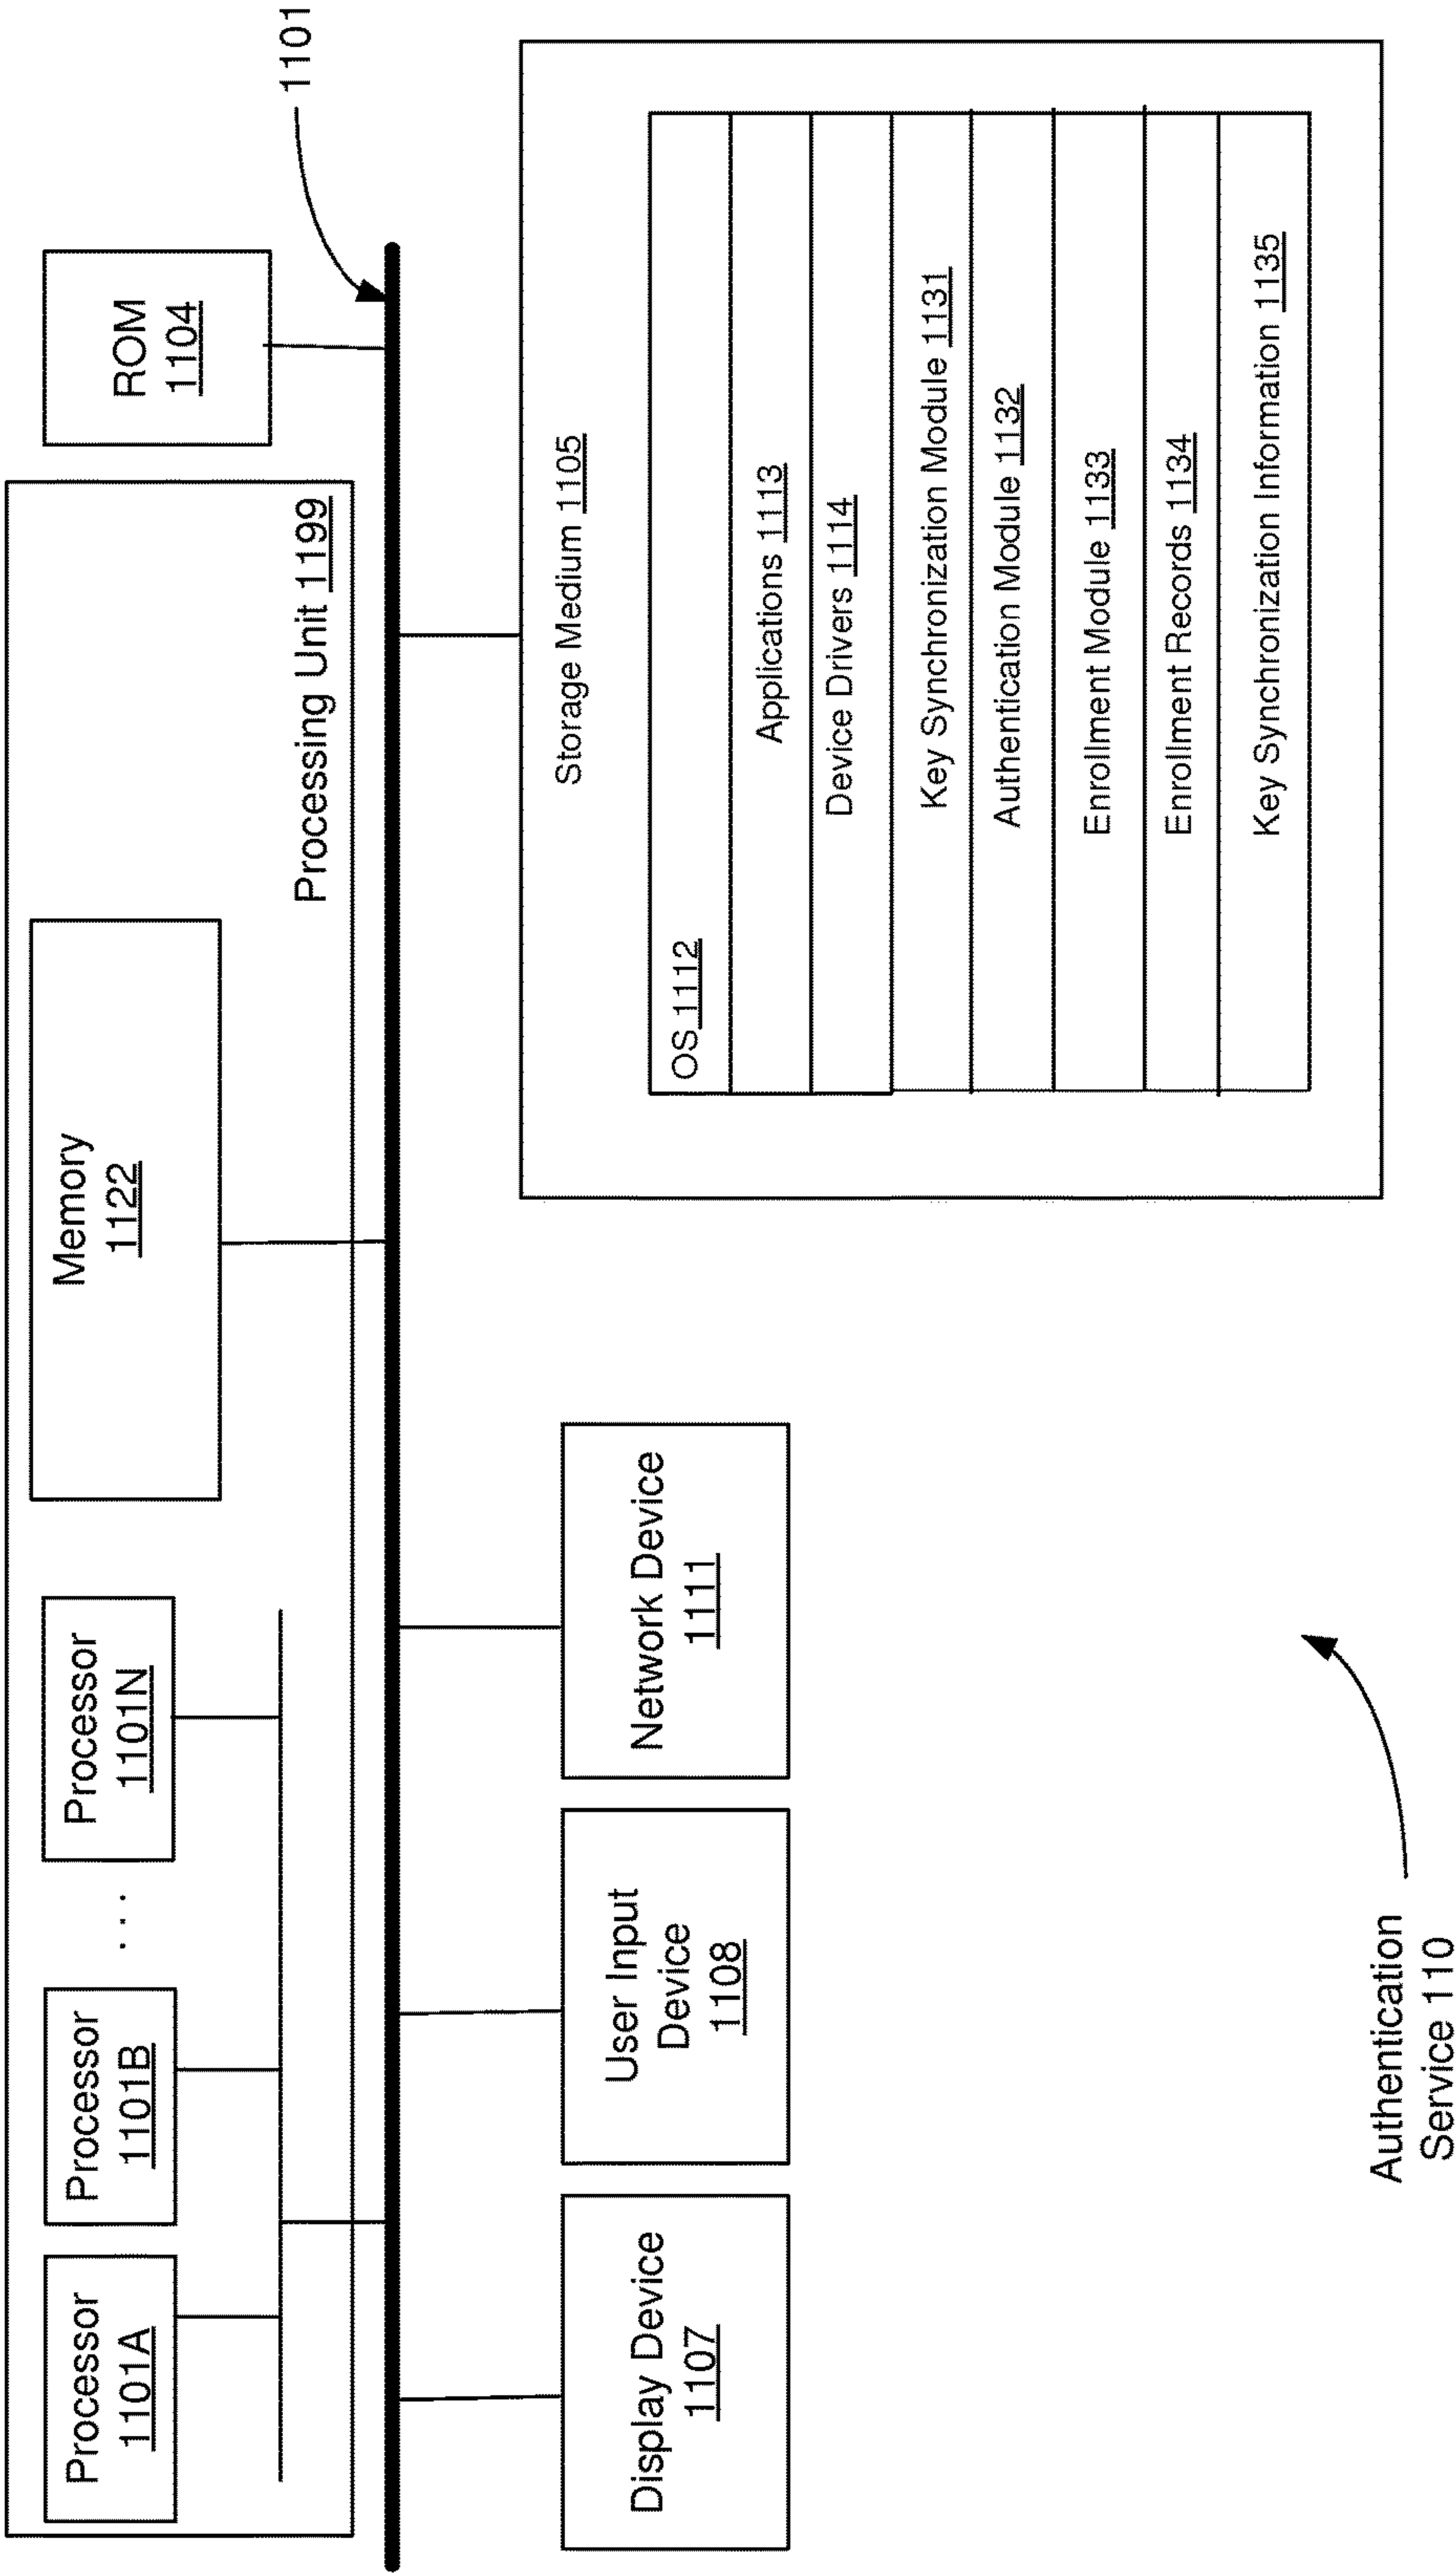 Processor
1101A
Processor
1101B
...
Processor
1101N
Memory
1122
Processing Unit 1199
ROM
1104
1101
Display Device
1107
User Input
Device
1108
Network Device
1111
Storage Medium 1105
OS 1112
Applications 1113
Device Drivers 1114
Key Synchronization Module 1131
Authentication Module 1132
Enrollment Module 1133
Enrollment Records 1134
Key Synchronization Information 1135
Authentication
Service 110